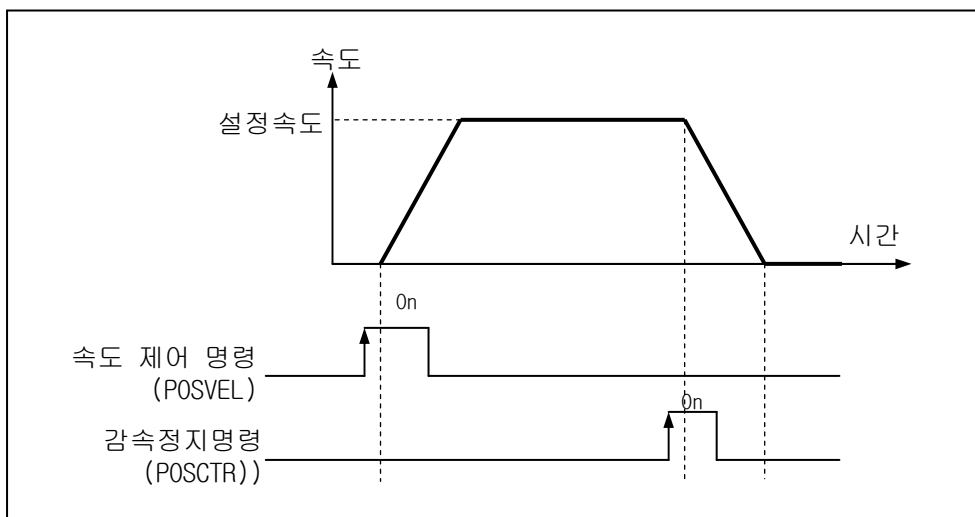 속도
설정속도
시간
On
속도 제어 명령
(POSVEL)
On
감속정지명령
(POSCTR))